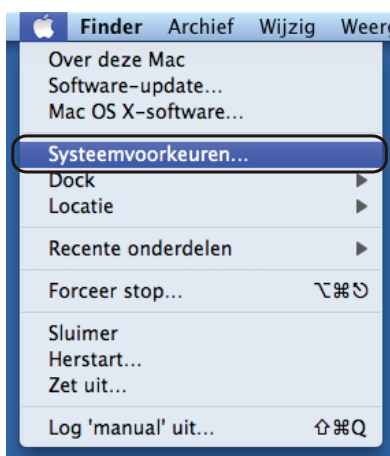 Finder Archief Wijzig
Over deze Mac
Software-update...
Mac OS X-software...
Systeemvoorkeuren...
Dock
Locatie
Recente onderdelen
Forceer stop... ⌥⌘⎋
Sluimer
Herstart...
Zet uit...
Log 'manual' uit... ⇧⌘Q